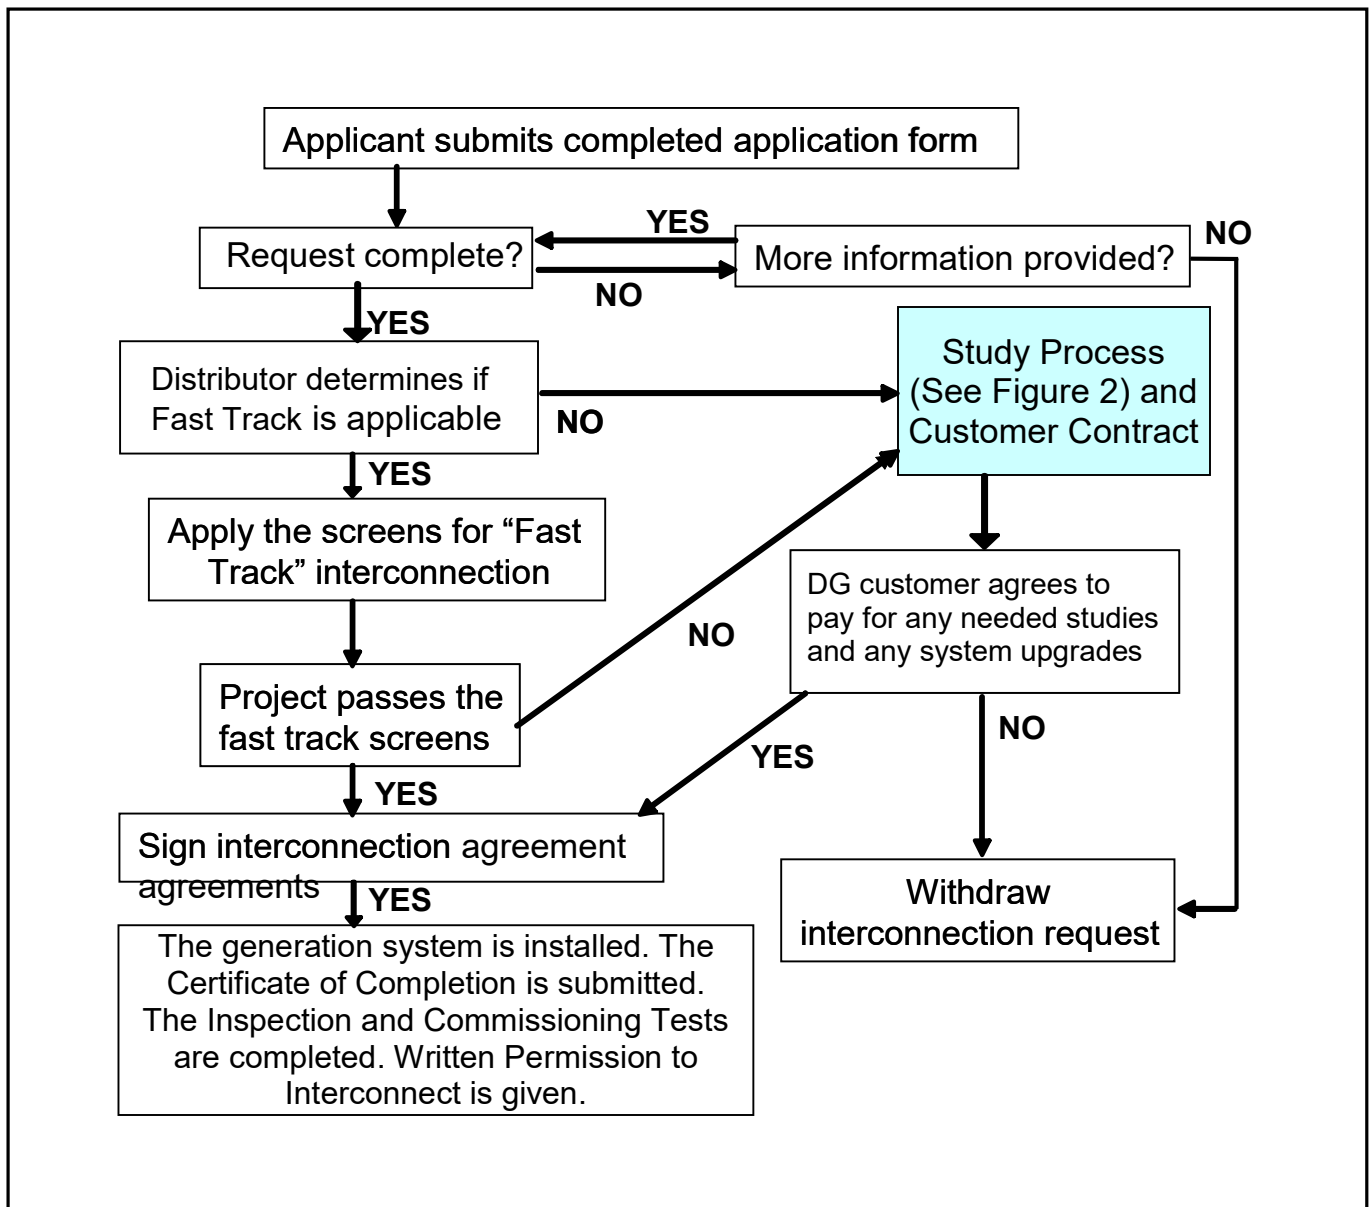 Applicant submits completed application form
YES
NO
Request complete?
More information provided?
NO
YES
Study Process
(See Figure 2) and
Customer Contract
Distributor determines if
Fast Track is applicable
NO
YES
Apply the screens for “Fast
Track” interconnection
DG customer agrees to
pay for any needed studies
and any system upgrades
NO
Project passes the
fast track screens
NO
YES
YES
Sign interconnection agreement
agreements
YES
Withdraw
interconnection request
The generation system is installed. The
Certificate of Completion is submitted.
The Inspection and Commissioning Tests
are completed. Written Permission to
Interconnect is given.